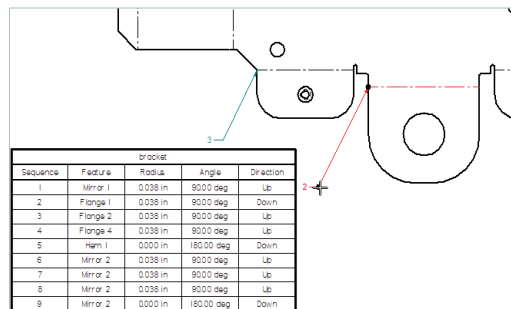 3
2
bracket
Sequence Feature Radius Angle Direction
1 Mirror 1 0.038 in 90.00 deg Up
2 Flange 1 0.038 in 90.00 deg Down
3 Flange 2 0.038 in 90.00 deg Up
4 Flange 4 0.038 in 90.00 deg Up
5 Hem 1 0.000 in 180.00 deg Down
6 Mirror 2 0.038 in 90.00 deg Up
7 Mirror 2 0.038 in 90.00 deg Up
8 Mirror 2 0.038 in 90.00 deg Up
9 Mirror 2 0.000 in 180.00 deg Down